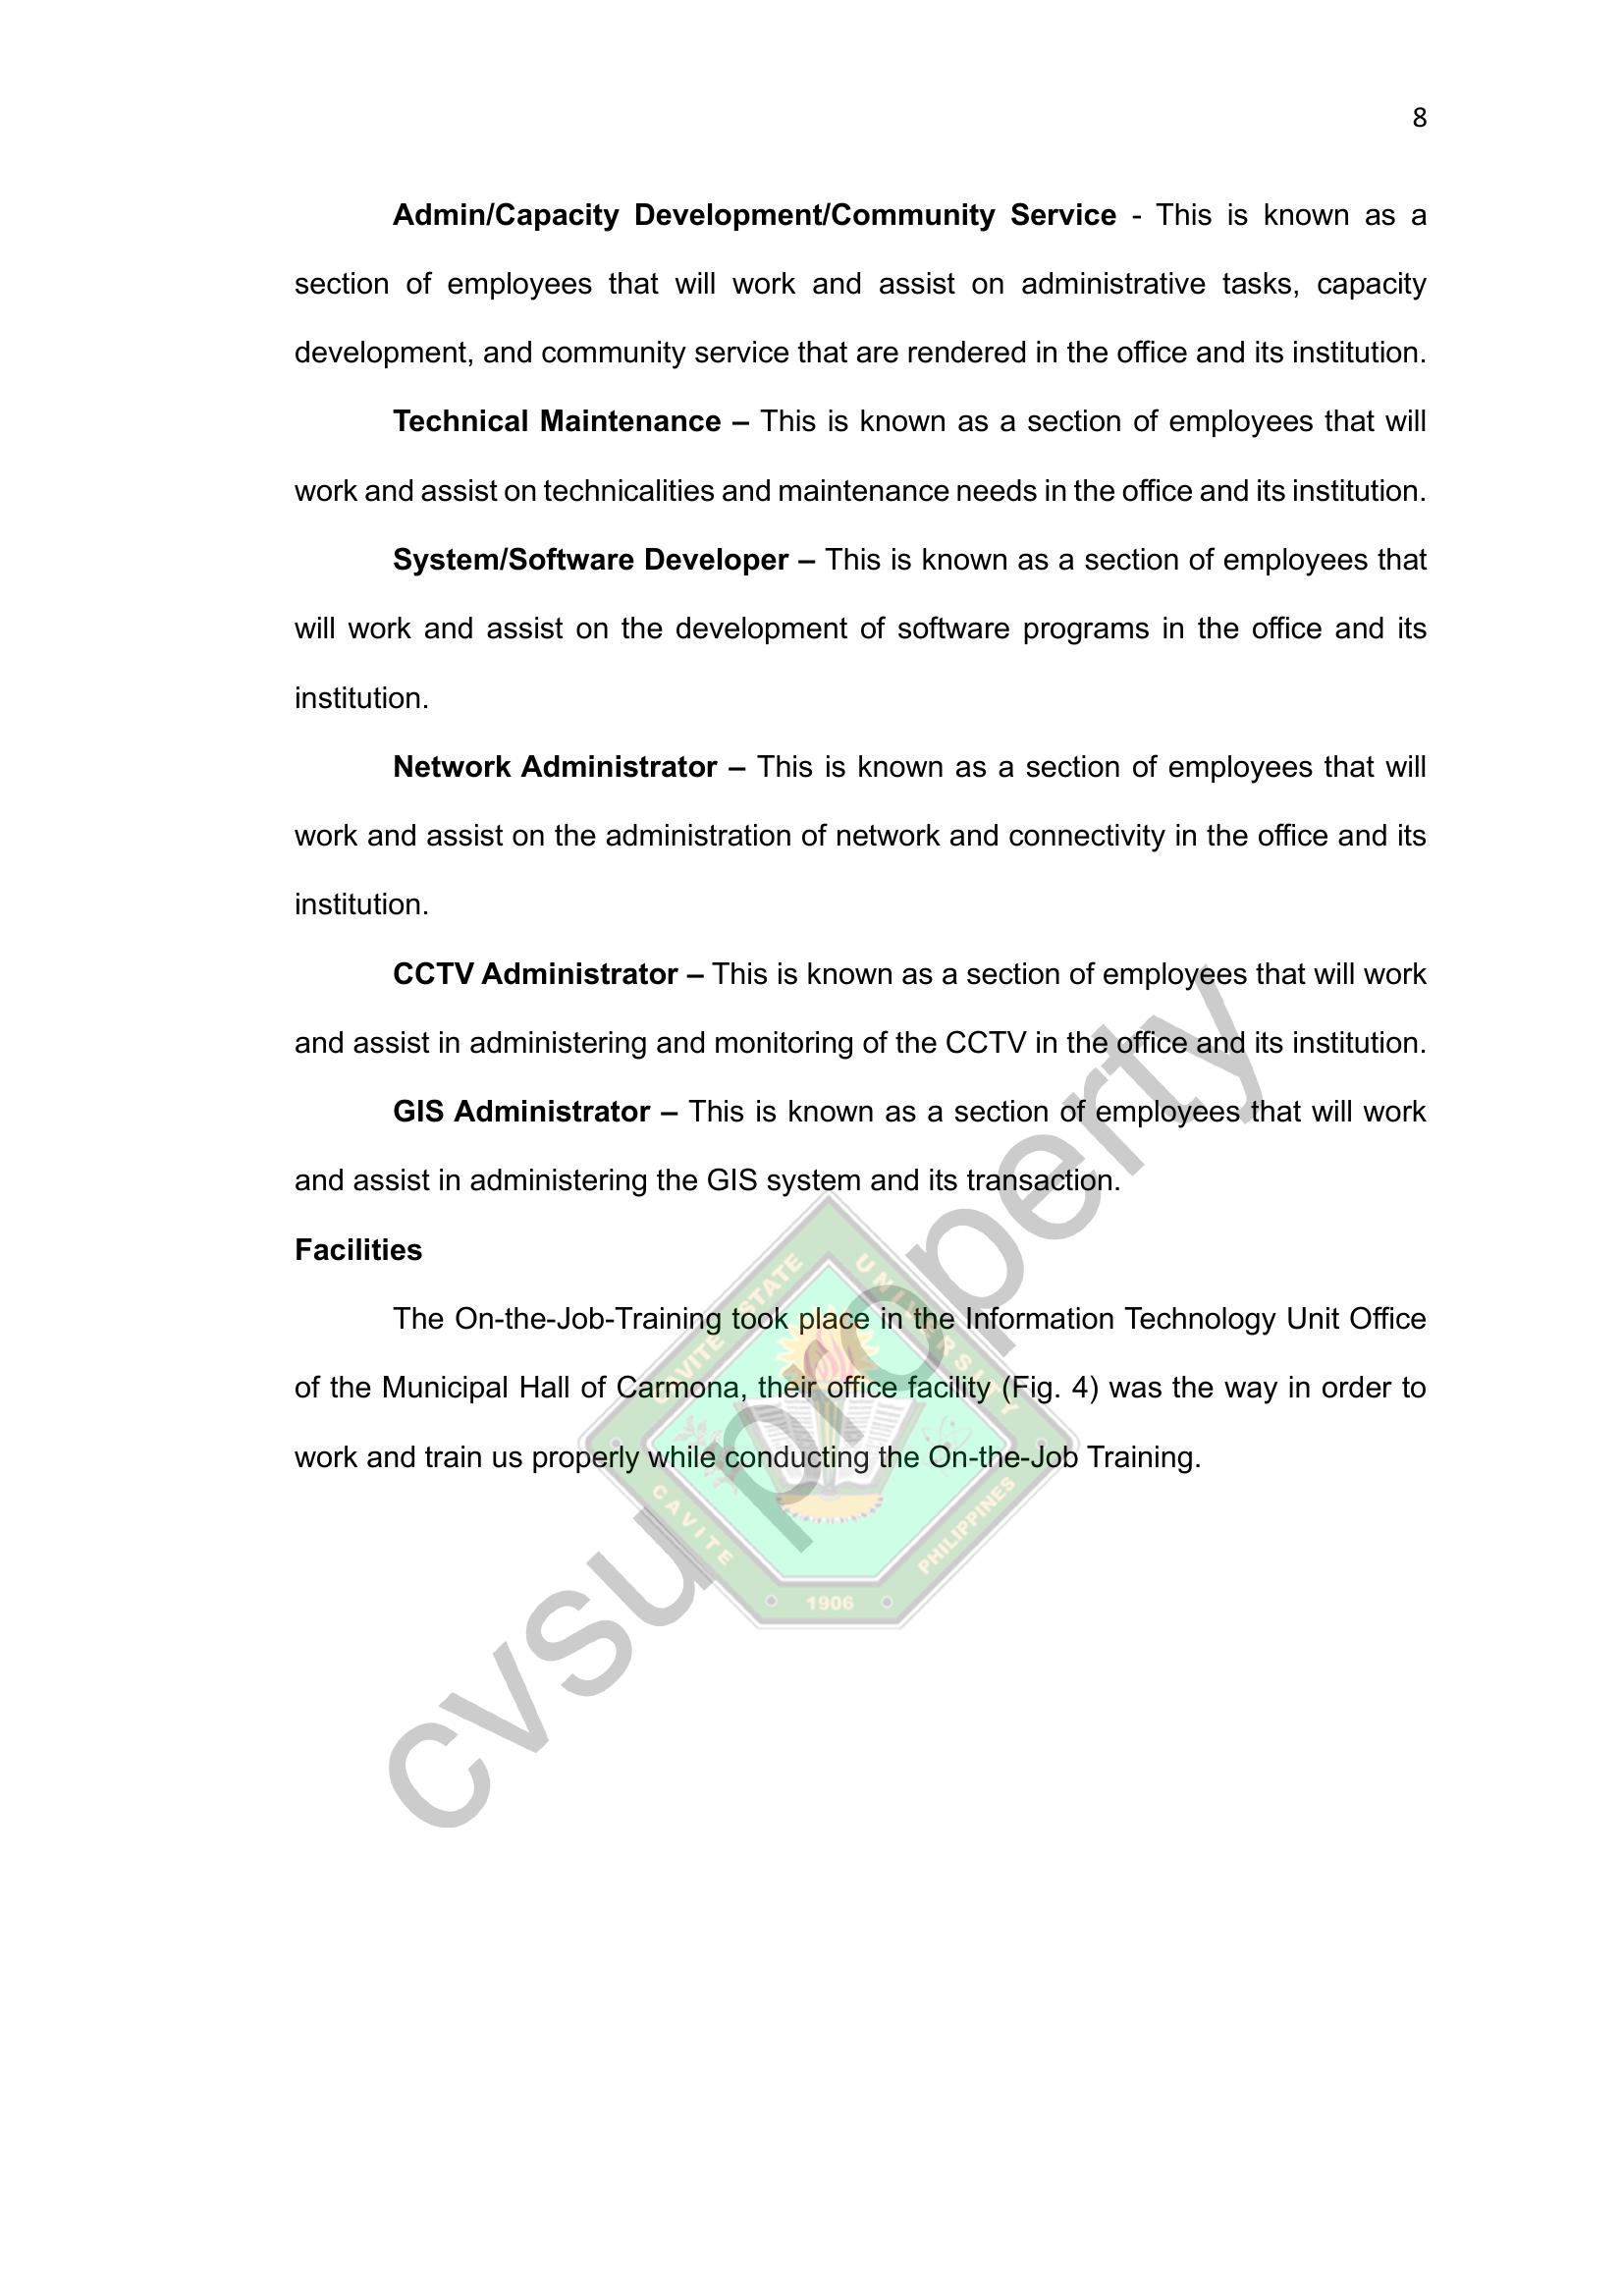 8
Admin/Capacity Development/Community Service - This is known as a
section of employees that will work and assist on administrative tasks, capacity
development, and community service that are rendered in the office and its institution.
Technical Maintenance – This is known as a section of employees that will
work and assist on technicalities and maintenance needs in the office and its institution.
System/Software Developer – This is known as a section of employees that
will work and assist on the development of software programs in the office and its
institution.
Network Administrator – This is known as a section of employees that will
work and assist on the administration of network and connectivity in the office and its
institution.
CCTV Administrator – This is known as a section of employees that will work
and assist in administering and monitoring of the CCTV in the office and its institution.
GIS Administrator – This is known as a section of employees that will work
and assist in administering the GIS system and its transaction.
Facilities
The On-the-Job-Training took place in the Information Technology Unit Office
of the Municipal Hall of Carmona, their office facility (Fig. 4) was the way in order to
work and train us properly while conducting the On-the-Job Training.
cvsu property
CAVITE STATE UNIVERSITY
CAVITE
PHILIPPINES
1906